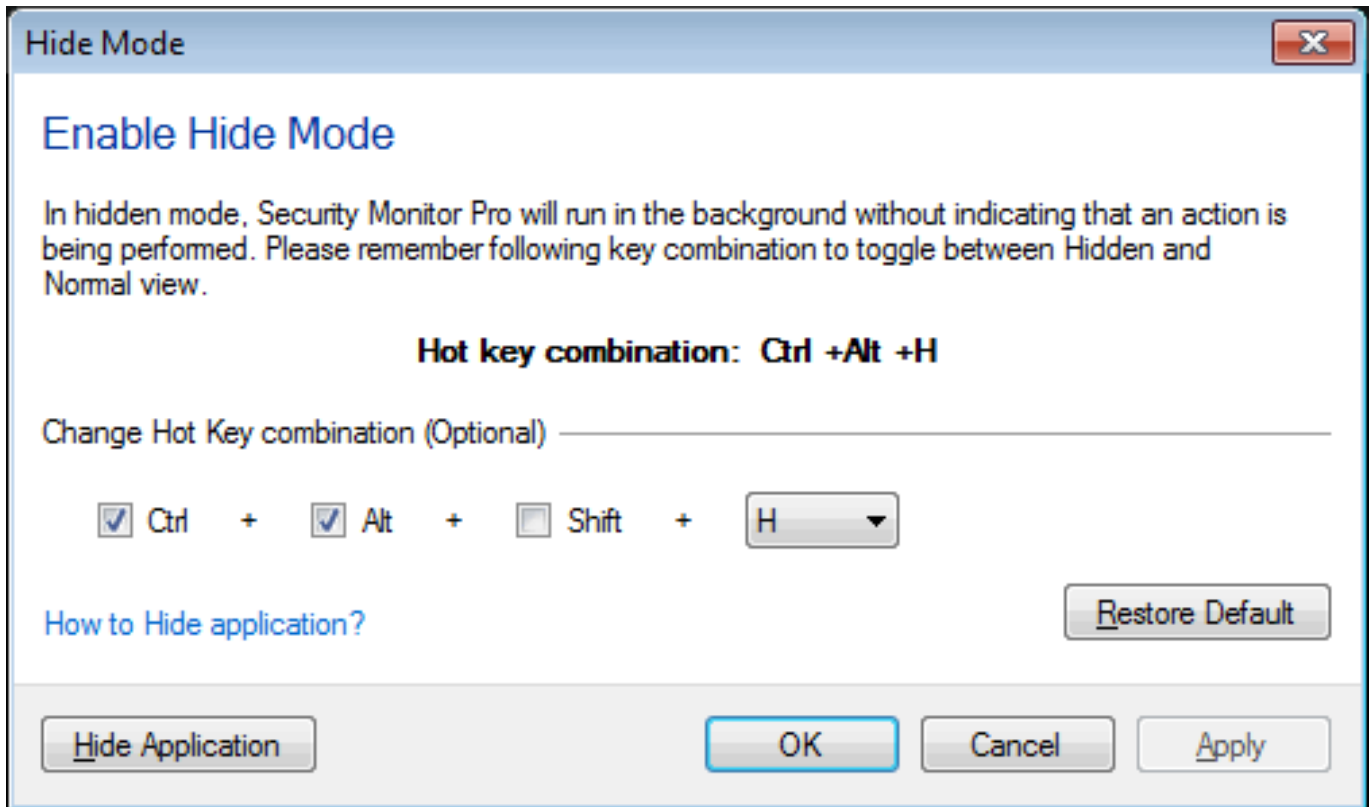 Hide Mode
Enable Hide Mode
In hidden mode, Security Monitor Pro will run in the background without indicating that an action is
being performed. Please remember following key combination to toggle between Hidden and
Normal view.
Hot key combination: Ctrl +Alt +H
Change Hot Key combination (Optional)
Ctrl + Alt + Shift + H
Restore Default
How to Hide application?
Hide Application OK Cancel Apply